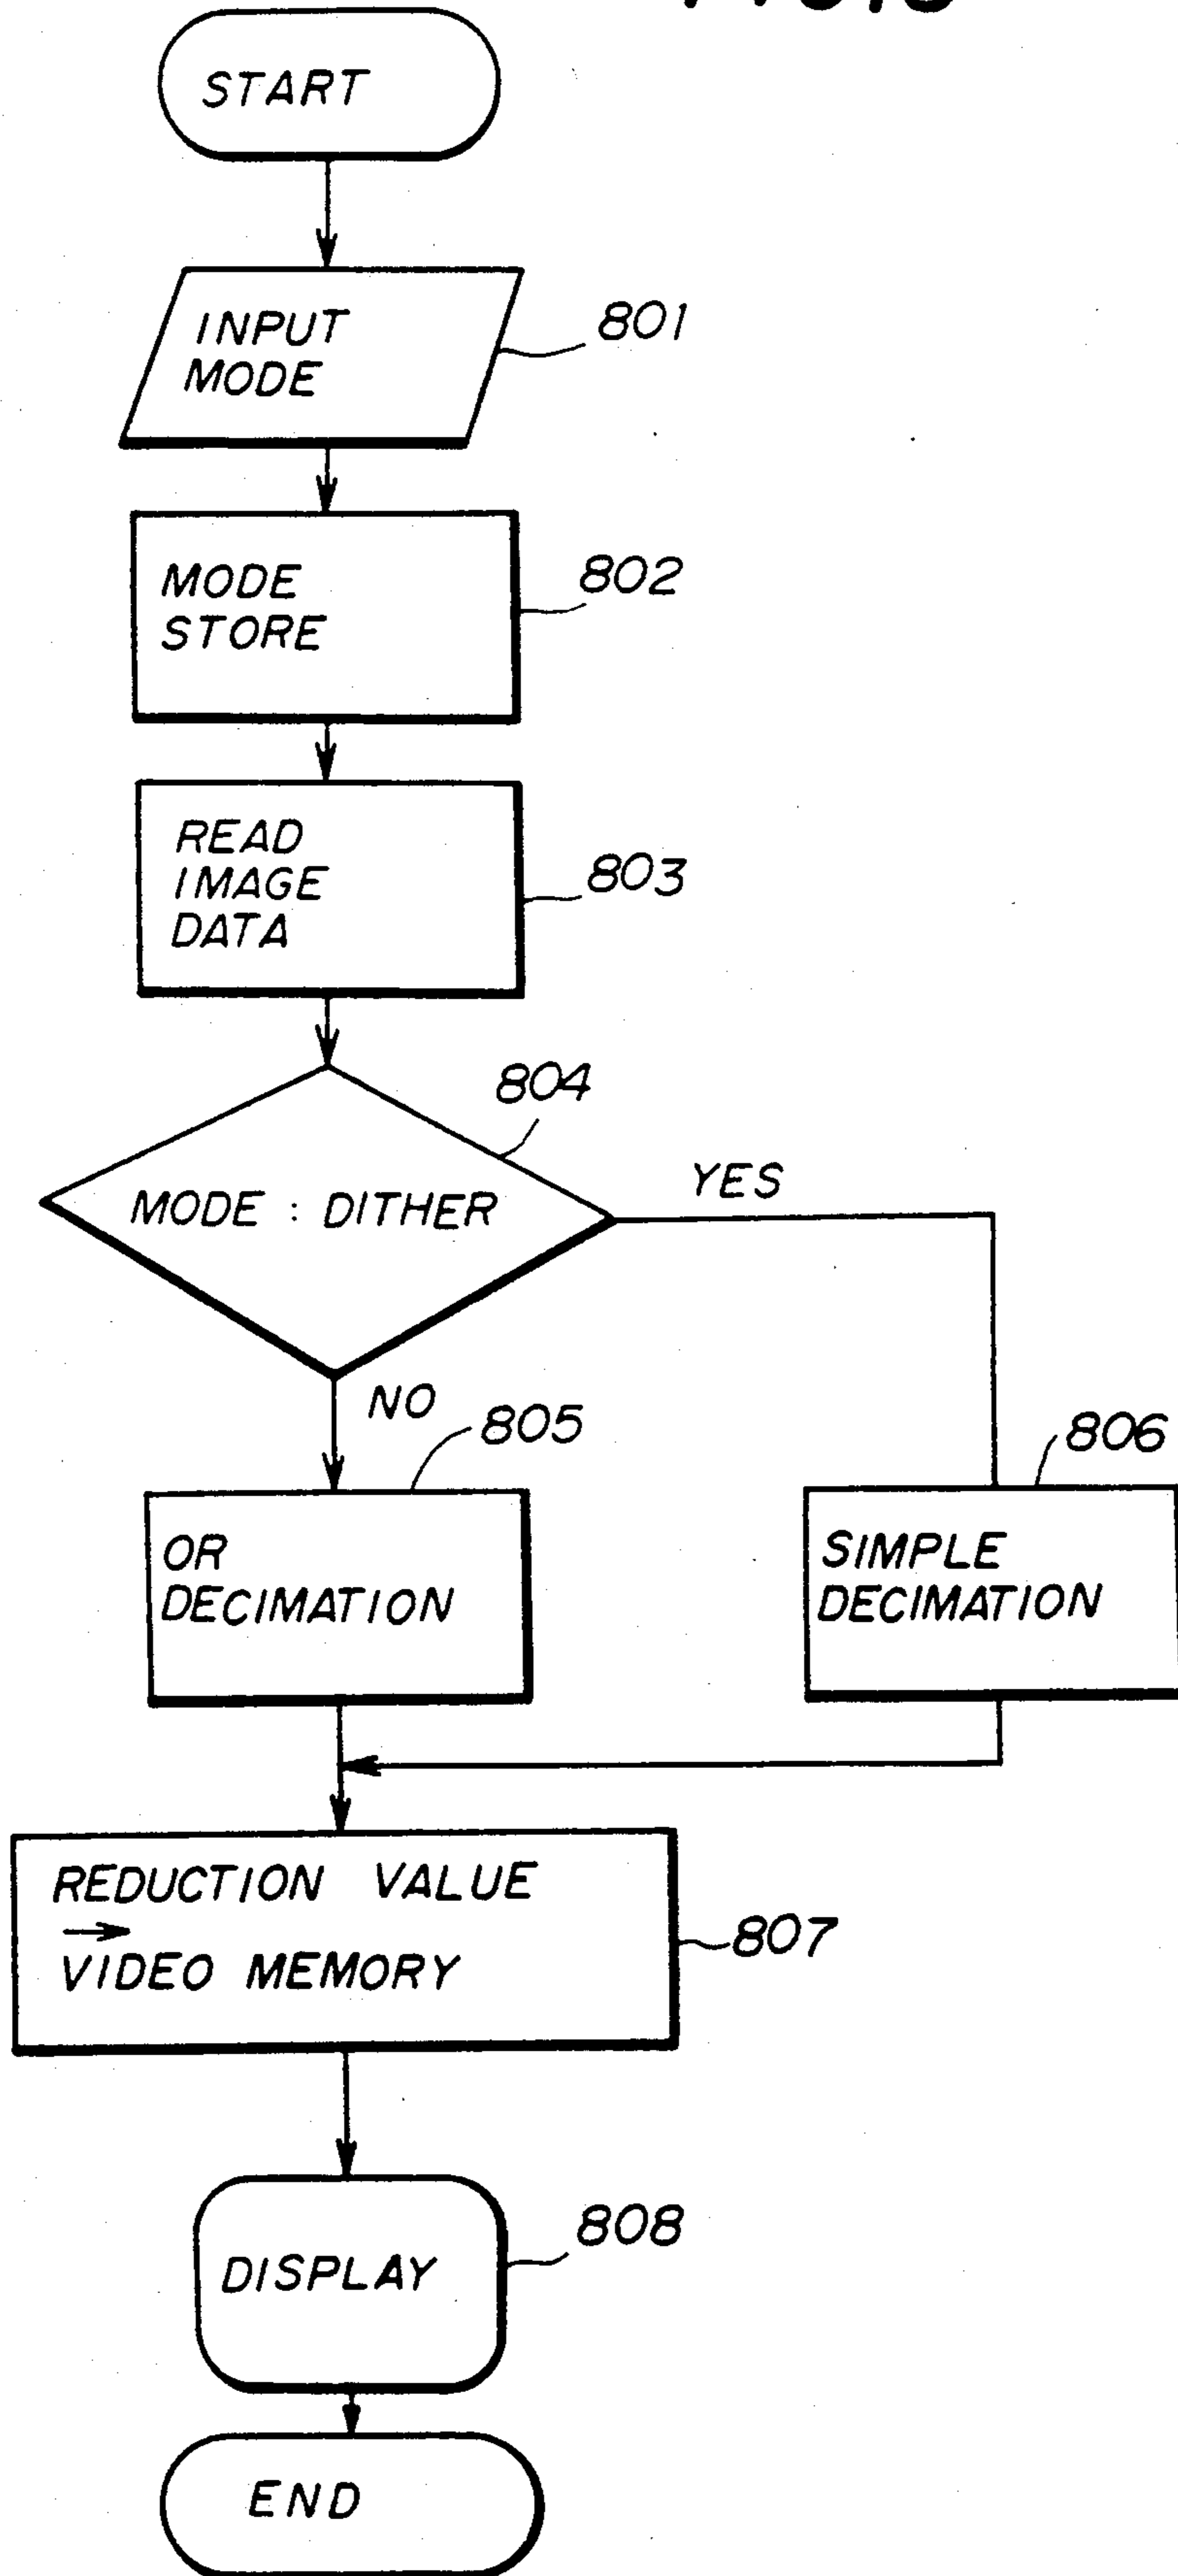 START
INPUT
MODE
801
MODE
STORE
802
READ
IMAGE
DATA
803
804
MODE : DITHER
YES
NO
805
806
OR
DECIMATION
SIMPLE
DECIMATION
REDUCTION VALUE
→
VIDEO MEMORY
807
DISPLAY
808
END